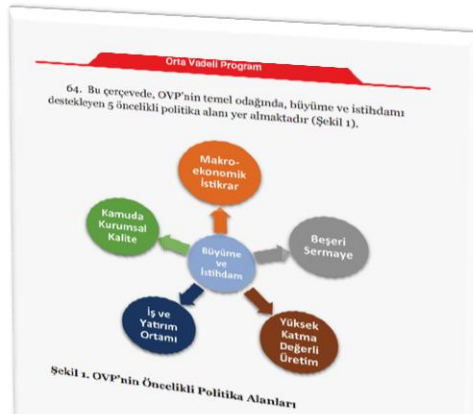 Orta Vadeli Program
64. Bu çerçevede, OVP'nin temel odağında, büyüme ve istihdamı
destekleyen 5 öncelikli politika alanı yer almaktadır (Şekil 1).
Makro-
ekonomik
İstikrar
Kamuda
Kurumsal
Kalite
Büyüme
ve
İstihdam
Beşeri
Sermaye
İş ve
Yatırım
Ortamı
Yüksek
Katma
Değerli
Üretim
Şekil 1. OVP'nin Öncelikli Politika Alanları